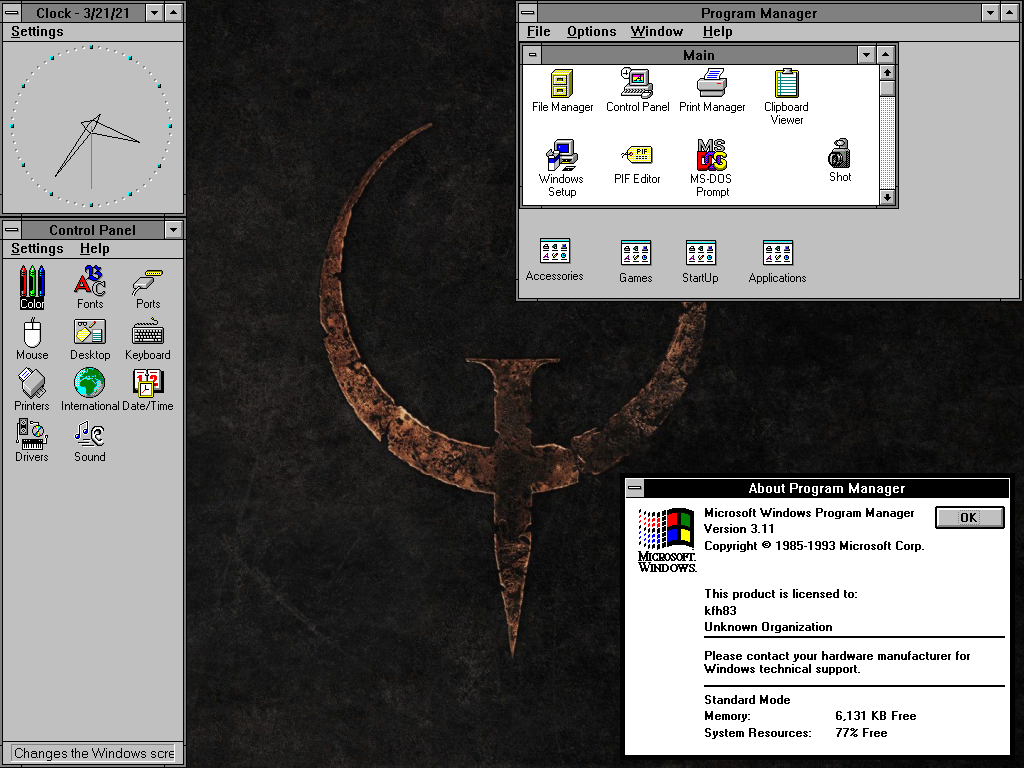 Clock - 3/21/21
Settings
Control Panel
Settings Help
Color Fonts Ports
Mouse Desktop Keyboard
Printers International Date/Time
Drivers Sound
Changes the Windows scre
Program Manager
File Options Window Help
Main
File Manager Control Panel Print Manager Clipboard
Viewer
Windows PIF Editor MS-DOS Shot
Setup Prompt
PIF
MS
DOS
Accessories Games StartUp Applications
About Program Manager
Microsoft Windows Program Manager
OK
Version 3.11
Copyright © 1985-1993 Microsoft Corp.
MICROSOFT.
WINDOWS.
This product is licensed to:
kfh83
Unknown Organization
Please contact your hardware manufacturer for
Windows technical support.
Standard Mode
Memory: 6,131 KB Free
System Resources: 77% Free